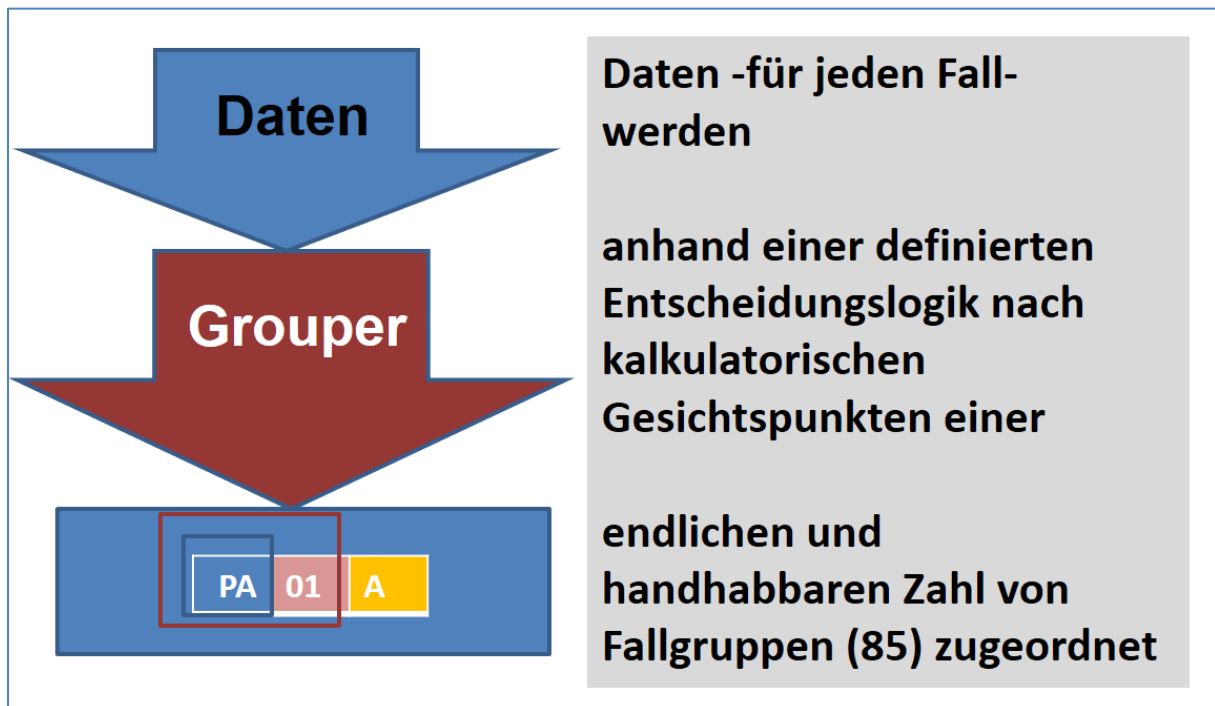 Daten
Grouper
PA 01 A
Daten -für jeden Fall-
werden
anhand einer definierten
Entscheidungslogik nach
kalkulatorischen
Gesichtspunkten einer
endlichen und
handhabbaren Zahl von
Fallgruppen (85) zugeordnet